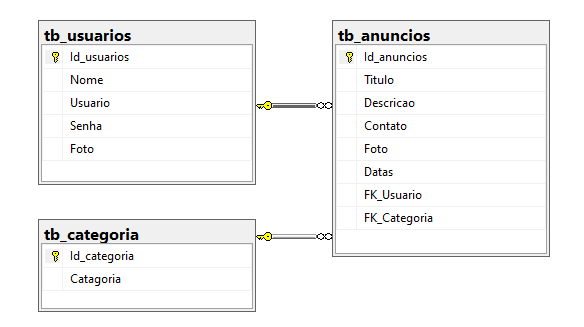 tb_usuarios
Id_usuarios
Nome
Usuario
Senha
Foto
tb_anuncios
Id_anuncios
Titulo
Descricao
Contato
Foto
Datas
FK_Usuario
FK_Categoria
tb_categoria
Id_categoria
Catagoria